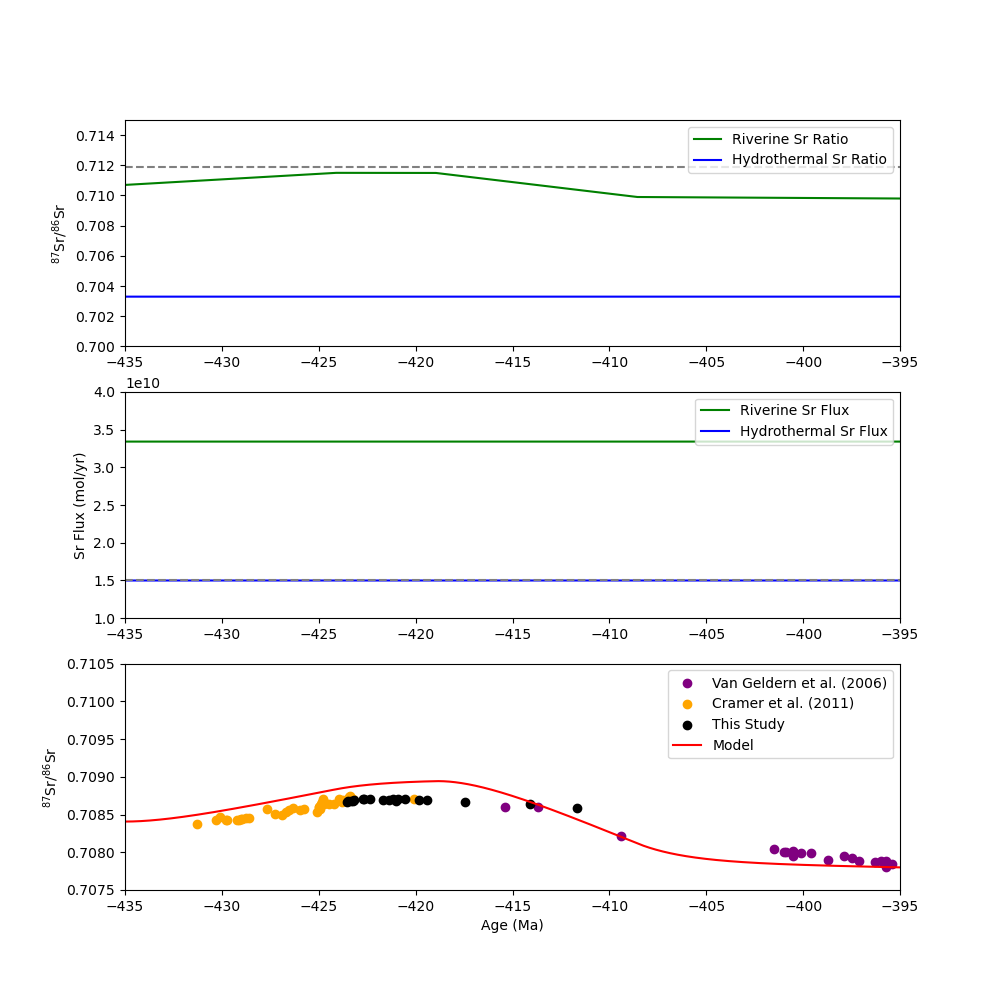 0.714
0.712
0.710
0.708
0.706
0.704
0.702
0.700
⁸⁷Sr/⁸⁶Sr
Riverine Sr Ratio
Hydrothermal Sr Ratio
−435 −430 −425 −420 −415 −410 −405 −400 −395
1e10
4.0
3.5
3.0
2.5
2.0
1.5
1.0
Sr Flux (mol/yr)
Riverine Sr Flux
Hydrothermal Sr Flux
−435 −430 −425 −420 −415 −410 −405 −400 −395
0.7105
0.7100
0.7095
0.7090
0.7085
0.7080
0.7075
⁸⁷Sr/⁸⁶Sr
Van Geldern et al. (2006)
Cramer et al. (2011)
This Study
Model
−435 −430 −425 −420 −415 −410 −405 −400 −395
Age (Ma)